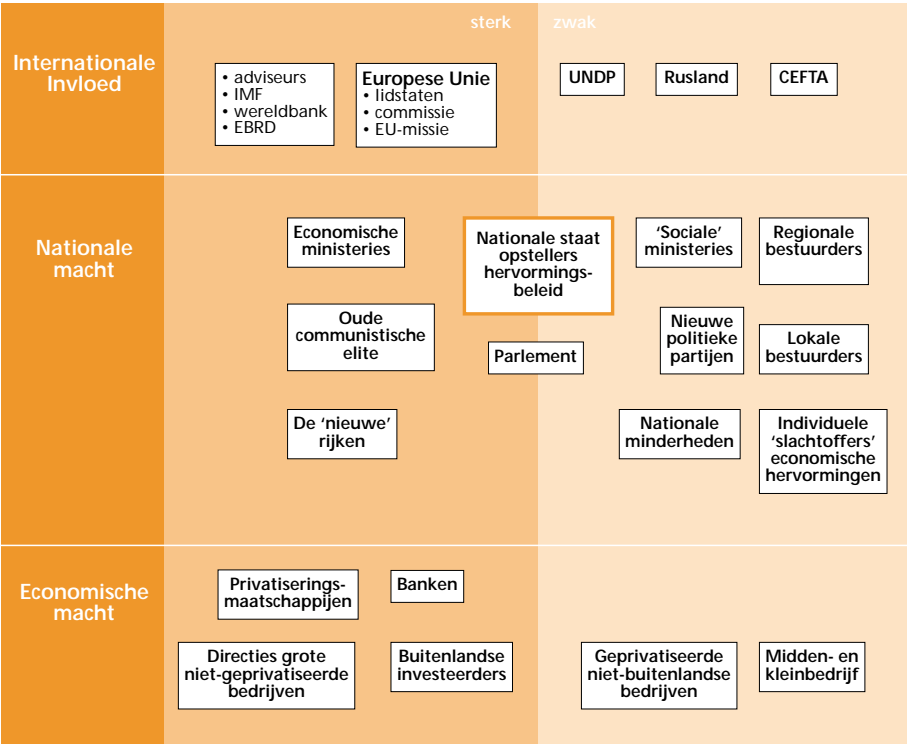 sterk
zwak
Internationale
Invloed
• adviseurs
• IMF
• wereldbank
• EBRD
Europese Unie
• lidstaten
• commissie
• EU-missie
UNDP
Rusland
CEFTA
Nationale
macht
Economische
ministeries
Nationale staat
opstellers
hervormings-
beleid
'Sociale'
ministeries
Regionale
bestuurders
Oude
communistische
elite
Parlement
Nieuwe
politieke
partijen
Lokale
bestuurders
De 'nieuwe'
rijken
Nationale
minderheden
Individuele
'slachtoffers'
economische
hervormingen
Economische
macht
Privatiserings-
maatschappijen
Banken
Directies grote
niet-geprivatiseerde
bedrijven
Buitenlandse
investeerders
Geprivatiseerde
niet-buitenlandse
bedrijven
Midden- en
kleinbedrijf